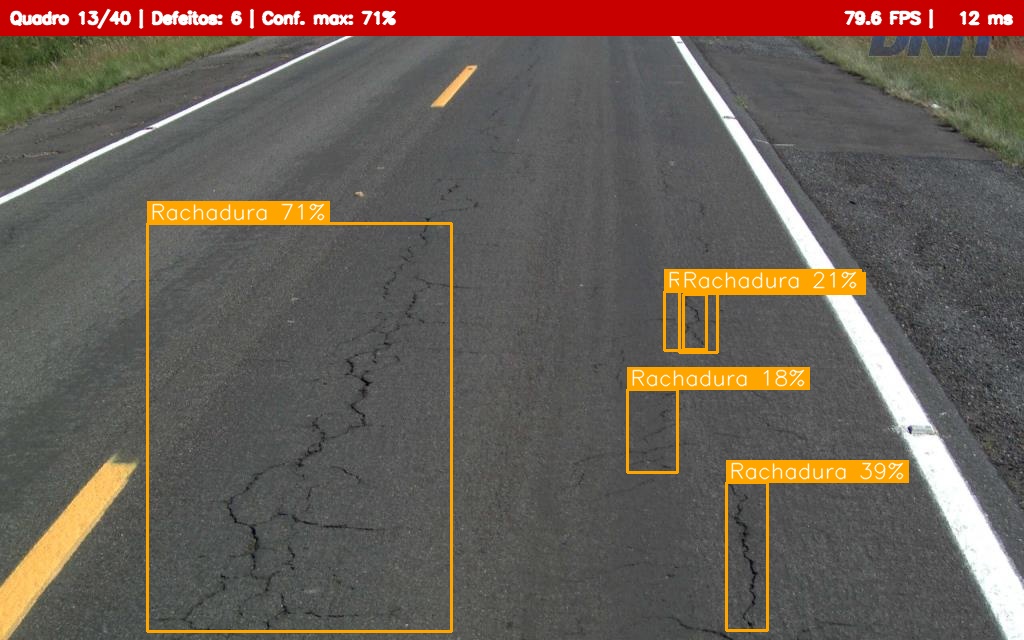 Quadro 13/40 | Defeitos: 6 | Conf. max: 71%
79.6 FPS | 12 ms
DNIT
Rachadura 71%
Rachadura 21%
Rachadura 18%
Rachadura 39%